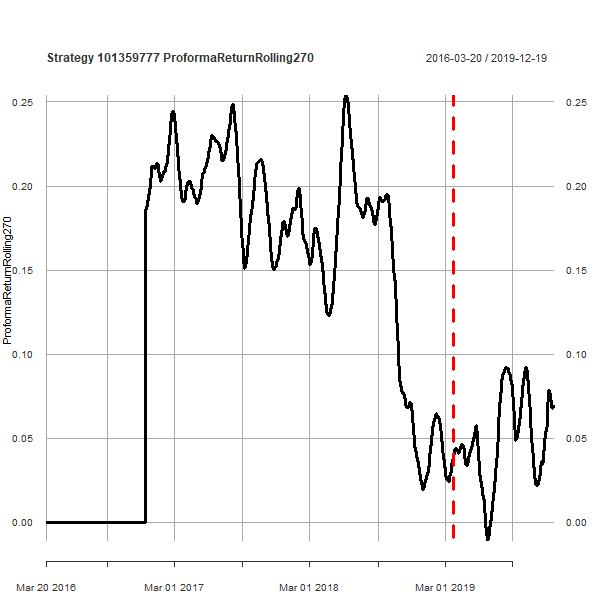 Strategy 101359777 ProformaReturnRolling270
2016-03-20 / 2019-12-19
ProformaReturnRolling270
0.25
0.20
0.15
0.10
0.05
0.00
0.25
0.20
0.15
0.10
0.05
0.00
Mar 20 2016
Mar 01 2017
Mar 01 2018
Mar 01 2019